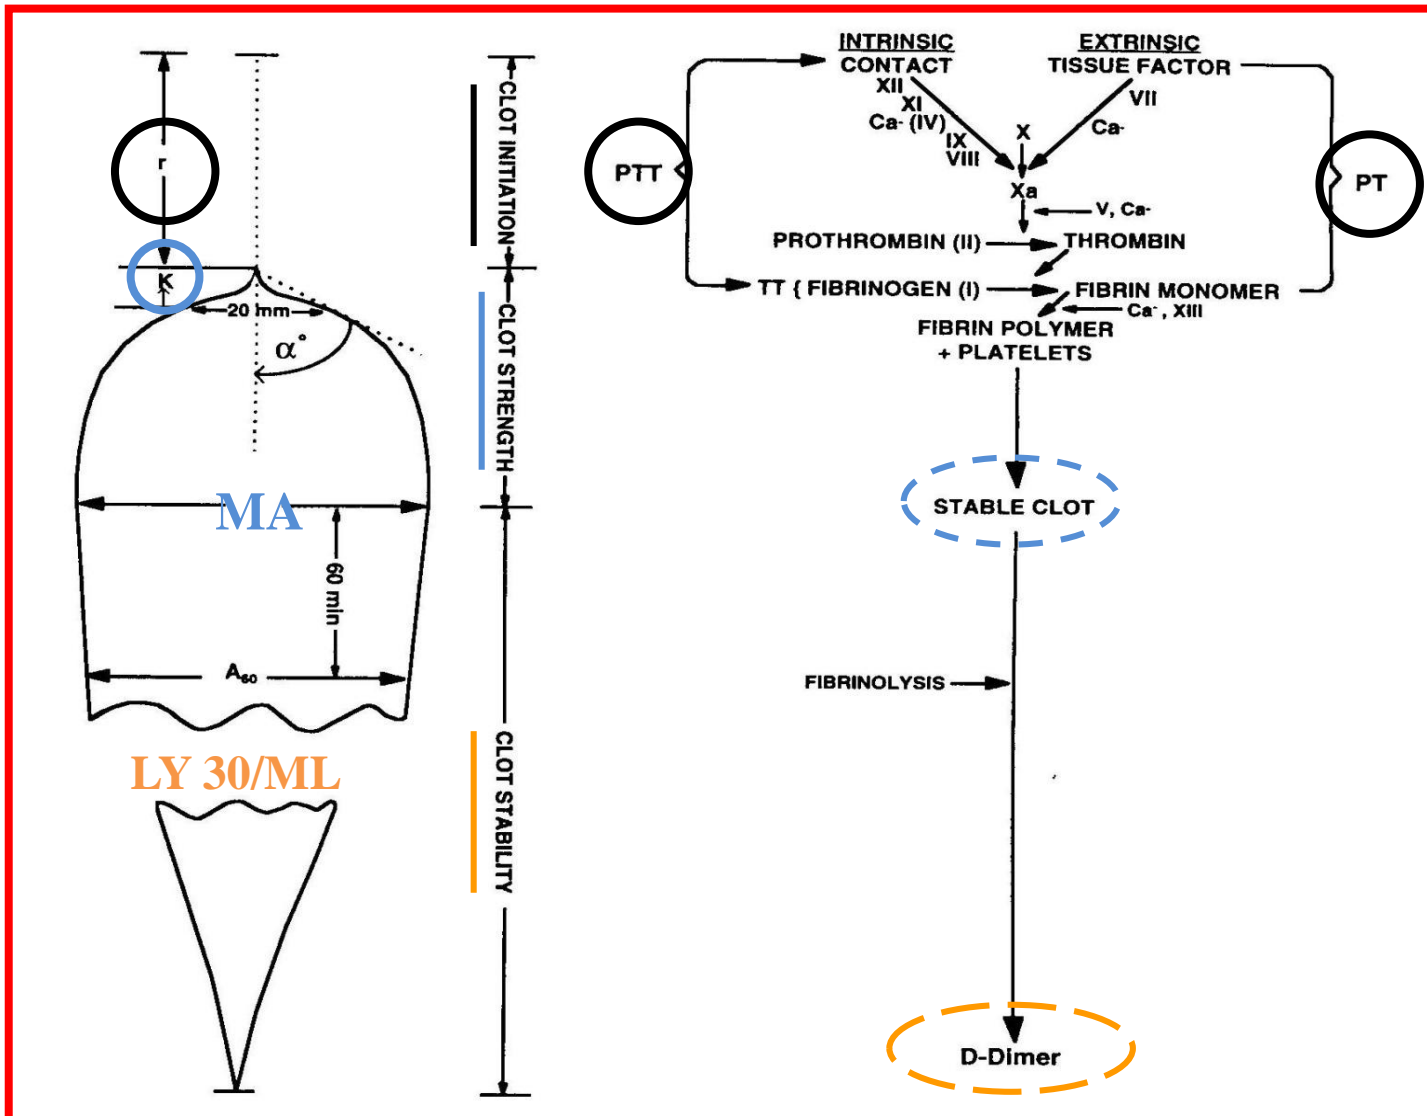 r
K
20 mm
α°
MA
60 min
A₆₀
LY 30/ML
CLOT INITIATION
CLOT STRENGTH
CLOT STABILITY
INTRINSIC
CONTACT
XII
XI
Ca- (IV)
IX
VIII
EXTRINSIC
TISSUE FACTOR
VII
Ca-
X
Xa
V, Ca-
PTT
PT
PROTHROMBIN (II)
THROMBIN
TT { FIBRINOGEN (I)
FIBRIN MONOMER
Ca-, XIII
FIBRIN POLYMER
+ PLATELETS
STABLE CLOT
FIBRINOLYSIS
D-Dimer